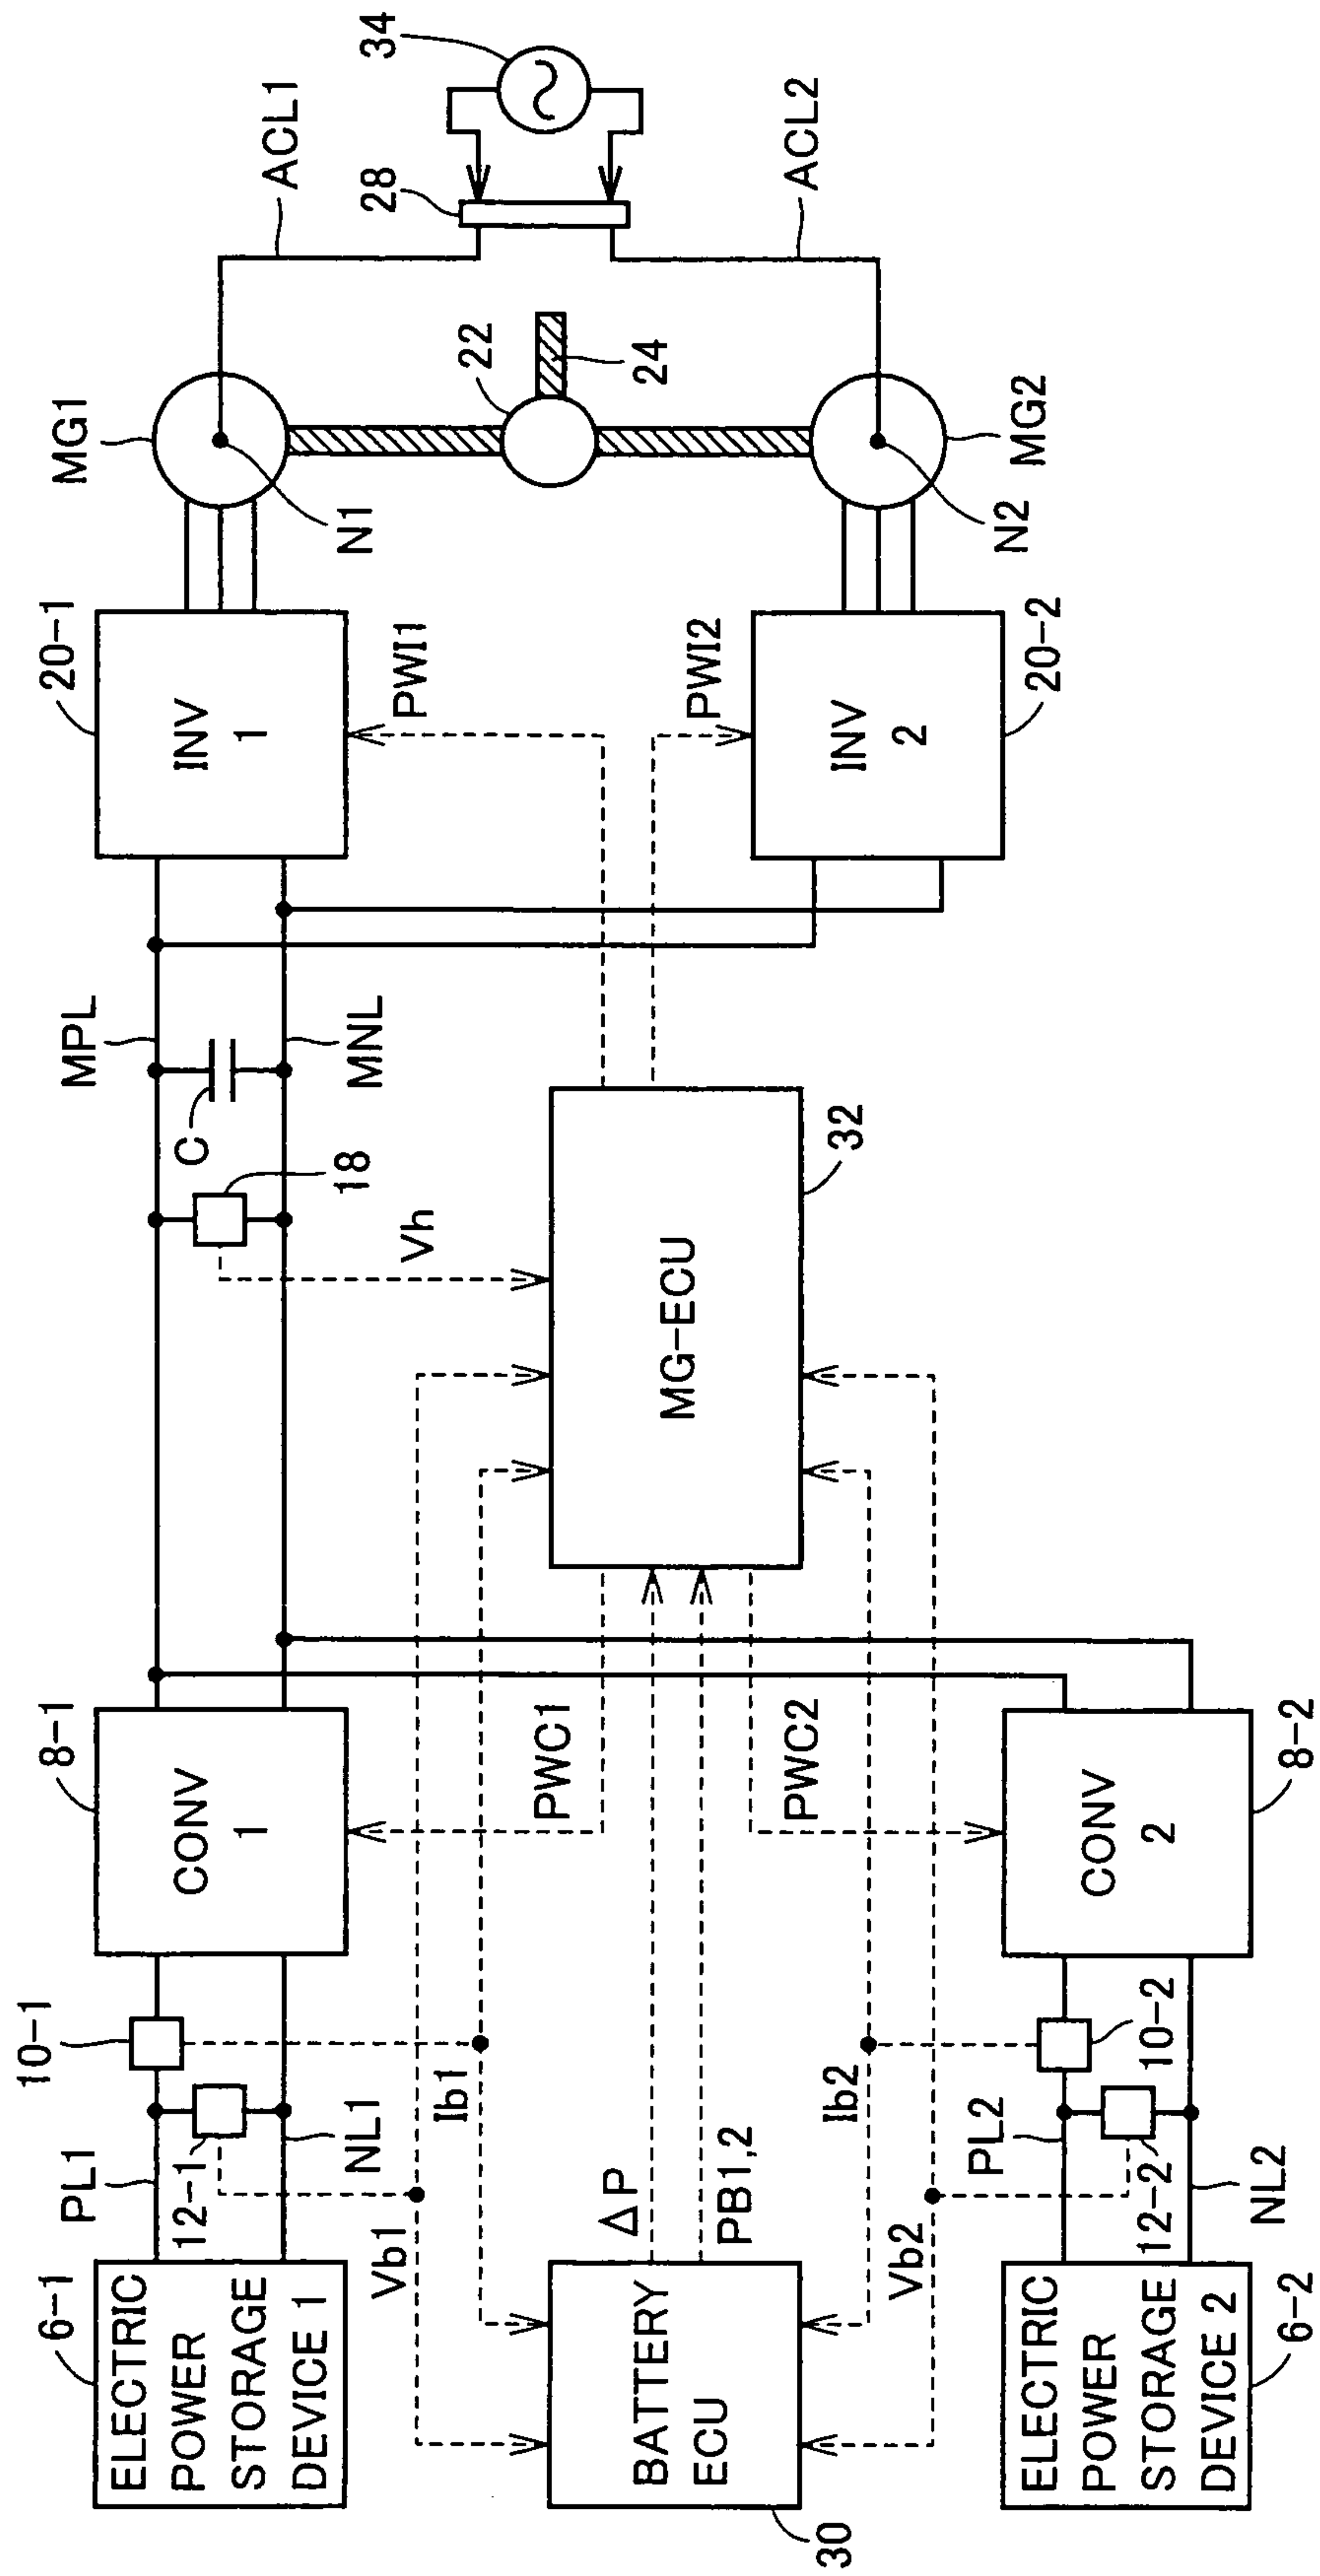 6-1
ELECTRIC
POWER
STORAGE
DEVICE 1
PL1
12-1
NL1
10-1
8-1
CONV
1
MPL
C
18
MNL
20-1
INV
1
MG1
N1
ACL1
34
28
22
24
Vb1
Ib1
PWC1
Vh
PWI1
30
BATTERY
ECU
ΔP
PB1,2
MG-ECU
32
PWI2
Vb2
Ib2
PWC2
6-2
ELECTRIC
POWER
STORAGE
DEVICE 2
PL2
12-2
NL2
10-2
8-2
CONV
2
20-2
INV
2
N2
MG2
ACL2